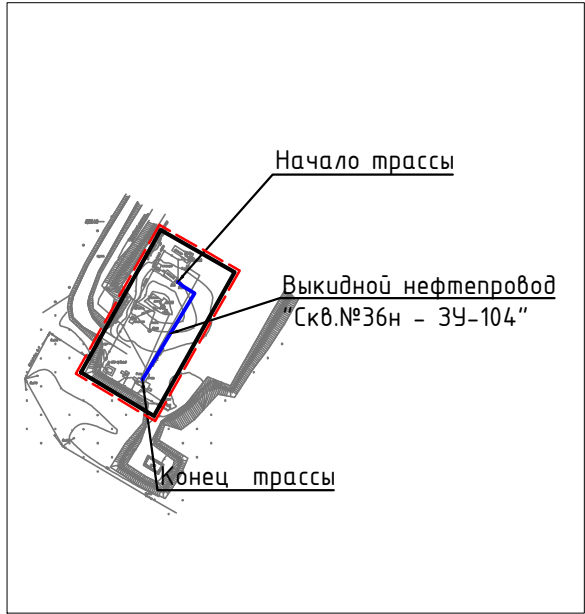 Начало трассы
Выкидной нефтепровод
"Скв.№36н - ЗУ-104"
Конец трассы